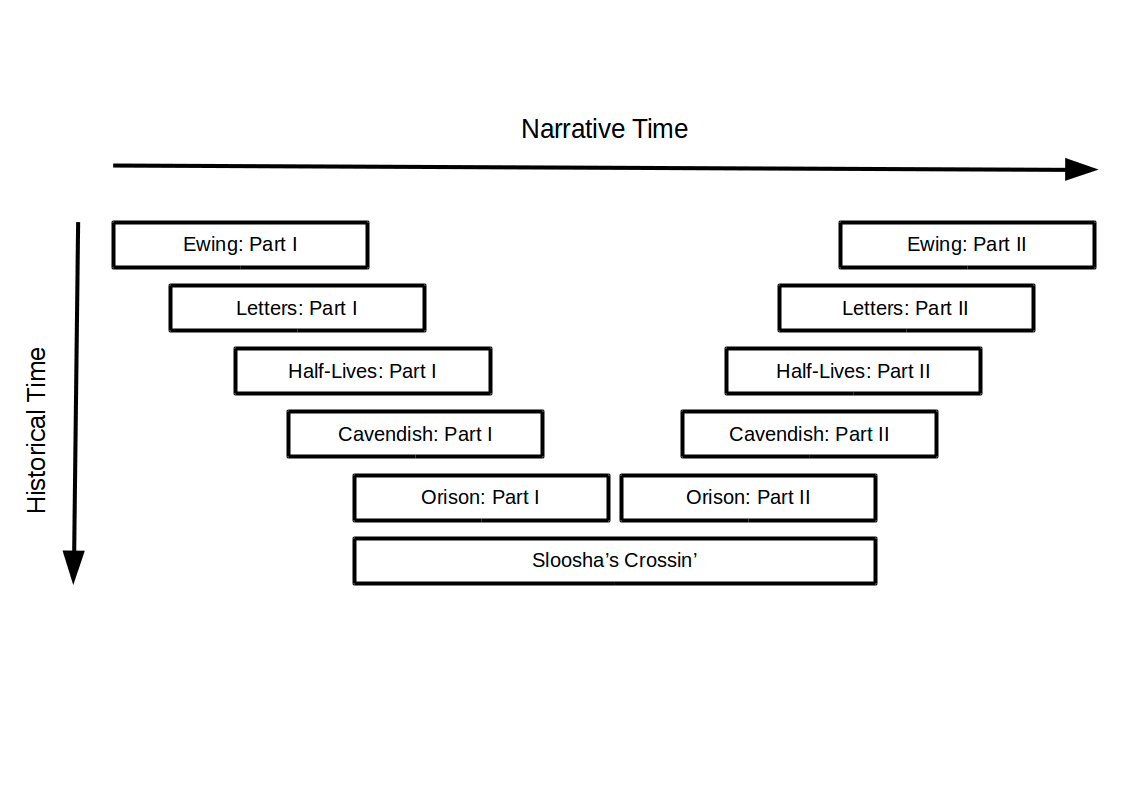 Narrative Time
Historical Time
Ewing: Part I
Ewing: Part II
Letters: Part I
Letters: Part II
Half-Lives: Part I
Half-Lives: Part II
Cavendish: Part I
Cavendish: Part II
Orison: Part I
Orison: Part II
Sloosha’s Crossin’